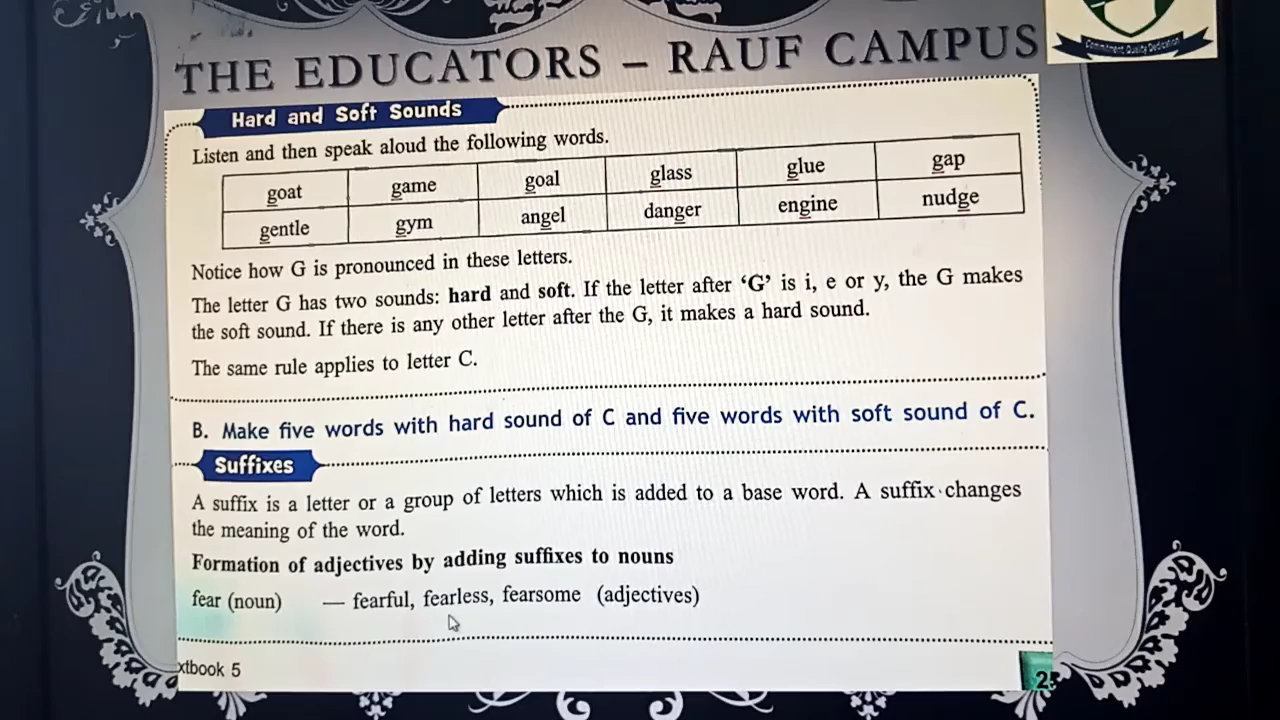 THE EDUCATORS – RAUF CAMPUS
Commitment Quality Dedication
Hard and Soft Sounds
Listen and then speak aloud the following words.
goat game goal glass glue gap
gentle gym angel danger engine nudge
Notice how G is pronounced in these letters.
The letter G has two sounds: hard and soft. If the letter after ‘G’ is i, e or y, the G makes
the soft sound. If there is any other letter after the G, it makes a hard sound.
The same rule applies to letter C.
B. Make five words with hard sound of C and five words with soft sound of C.
Suffixes
A suffix is a letter or a group of letters which is added to a base word. A suffix changes
the meaning of the word.
Formation of adjectives by adding suffixes to nouns
fear (noun) — fearful, fearless, fearsome (adjectives)
xtbook 5